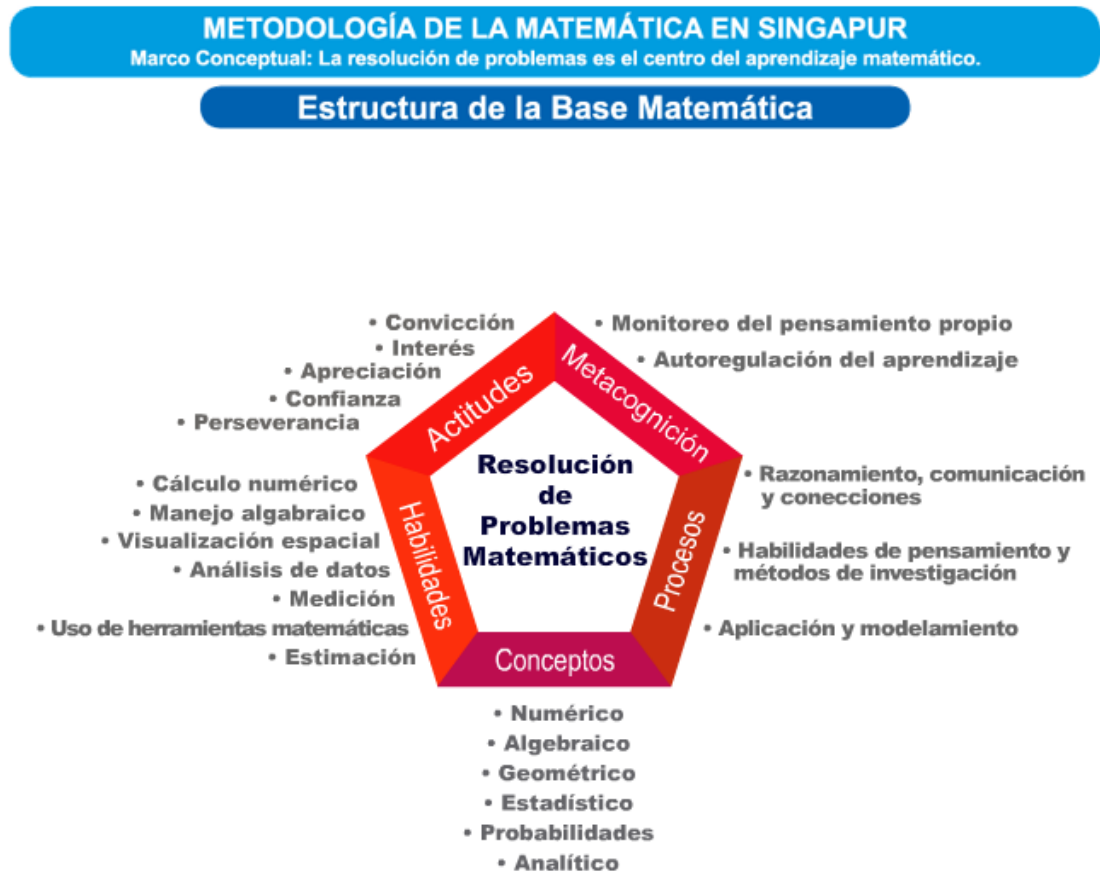 METODOLOGÍA DE LA MATEMÁTICA EN SINGAPUR
Marco Conceptual: La resolución de problemas es el centro del aprendizaje matemático.
Estructura de la Base Matemática
Actitudes
• Convicción
• Interés
• Apreciación
• Confianza
• Perseverancia
Metacognición
• Monitoreo del pensamiento propio
• Autoregulación del aprendizaje
Resolución
de
Problemas
Matemáticos
Habilidades
• Cálculo numérico
• Manejo algabraico
• Visualización espacial
• Análisis de datos
• Medición
• Uso de herramientas matemáticas
• Estimación
Procesos
• Razonamiento, comunicación
y conecciones
• Habilidades de pensamiento y
métodos de investigación
• Aplicación y modelamiento
Conceptos
• Numérico
• Algebraico
• Geométrico
• Estadístico
• Probabilidades
• Analítico